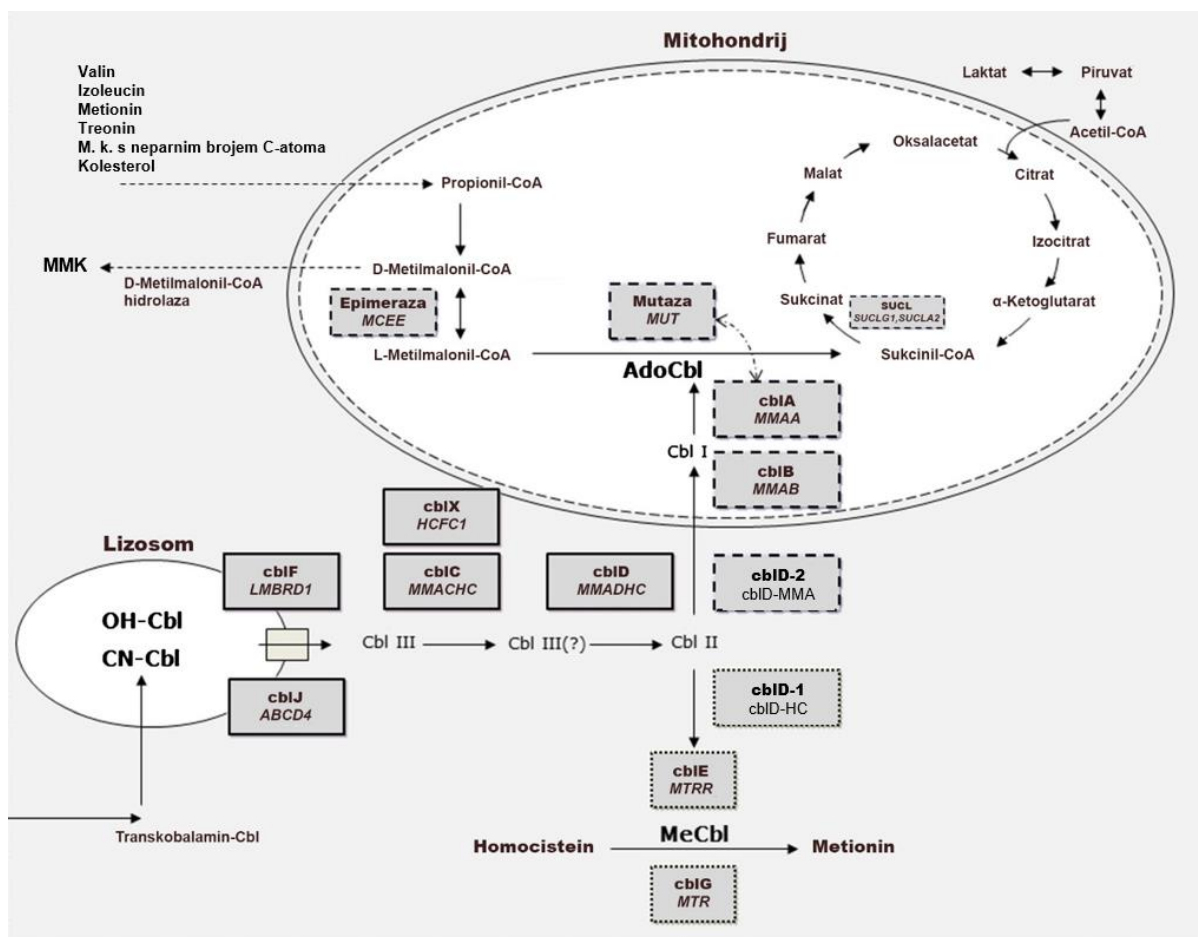 Mitohondrij
Valin
Izoleucin
Metionin
Treonin
M. k. s neparnim brojem C-atoma
Kolesterol
Laktat
Piruvat
Acetil-CoA
Oksalacetat
Citrat
Malat
Propionil-CoA
Fumarat
Izocitrat
MMK
D-Metilmalonil-CoA
hidrolaza
D-Metilmalonil-CoA
Epimeraza
MCEE
Mutaza
MUT
Sukcinat
SUCL
SUCLG1,SUCLA2
α-Ketoglutarat
L-Metilmalonil-CoA
Sukcinil-CoA
AdoCbl
cblA
MMAA
Cbl I
cblB
MMAB
cblX
HCFC1
Lizosom
cblF
LMBRD1
cblC
MMACHC
cblD
MMADHC
cblD-2
cblD-MMA
OH-Cbl
CN-Cbl
Cbl III
Cbl III(?)
Cbl II
cblJ
ABCD4
cblD-1
cblD-HC
cblE
MTRR
Transkobalamin-Cbl
Homocistein
MeCbl
Metionin
cblG
MTR